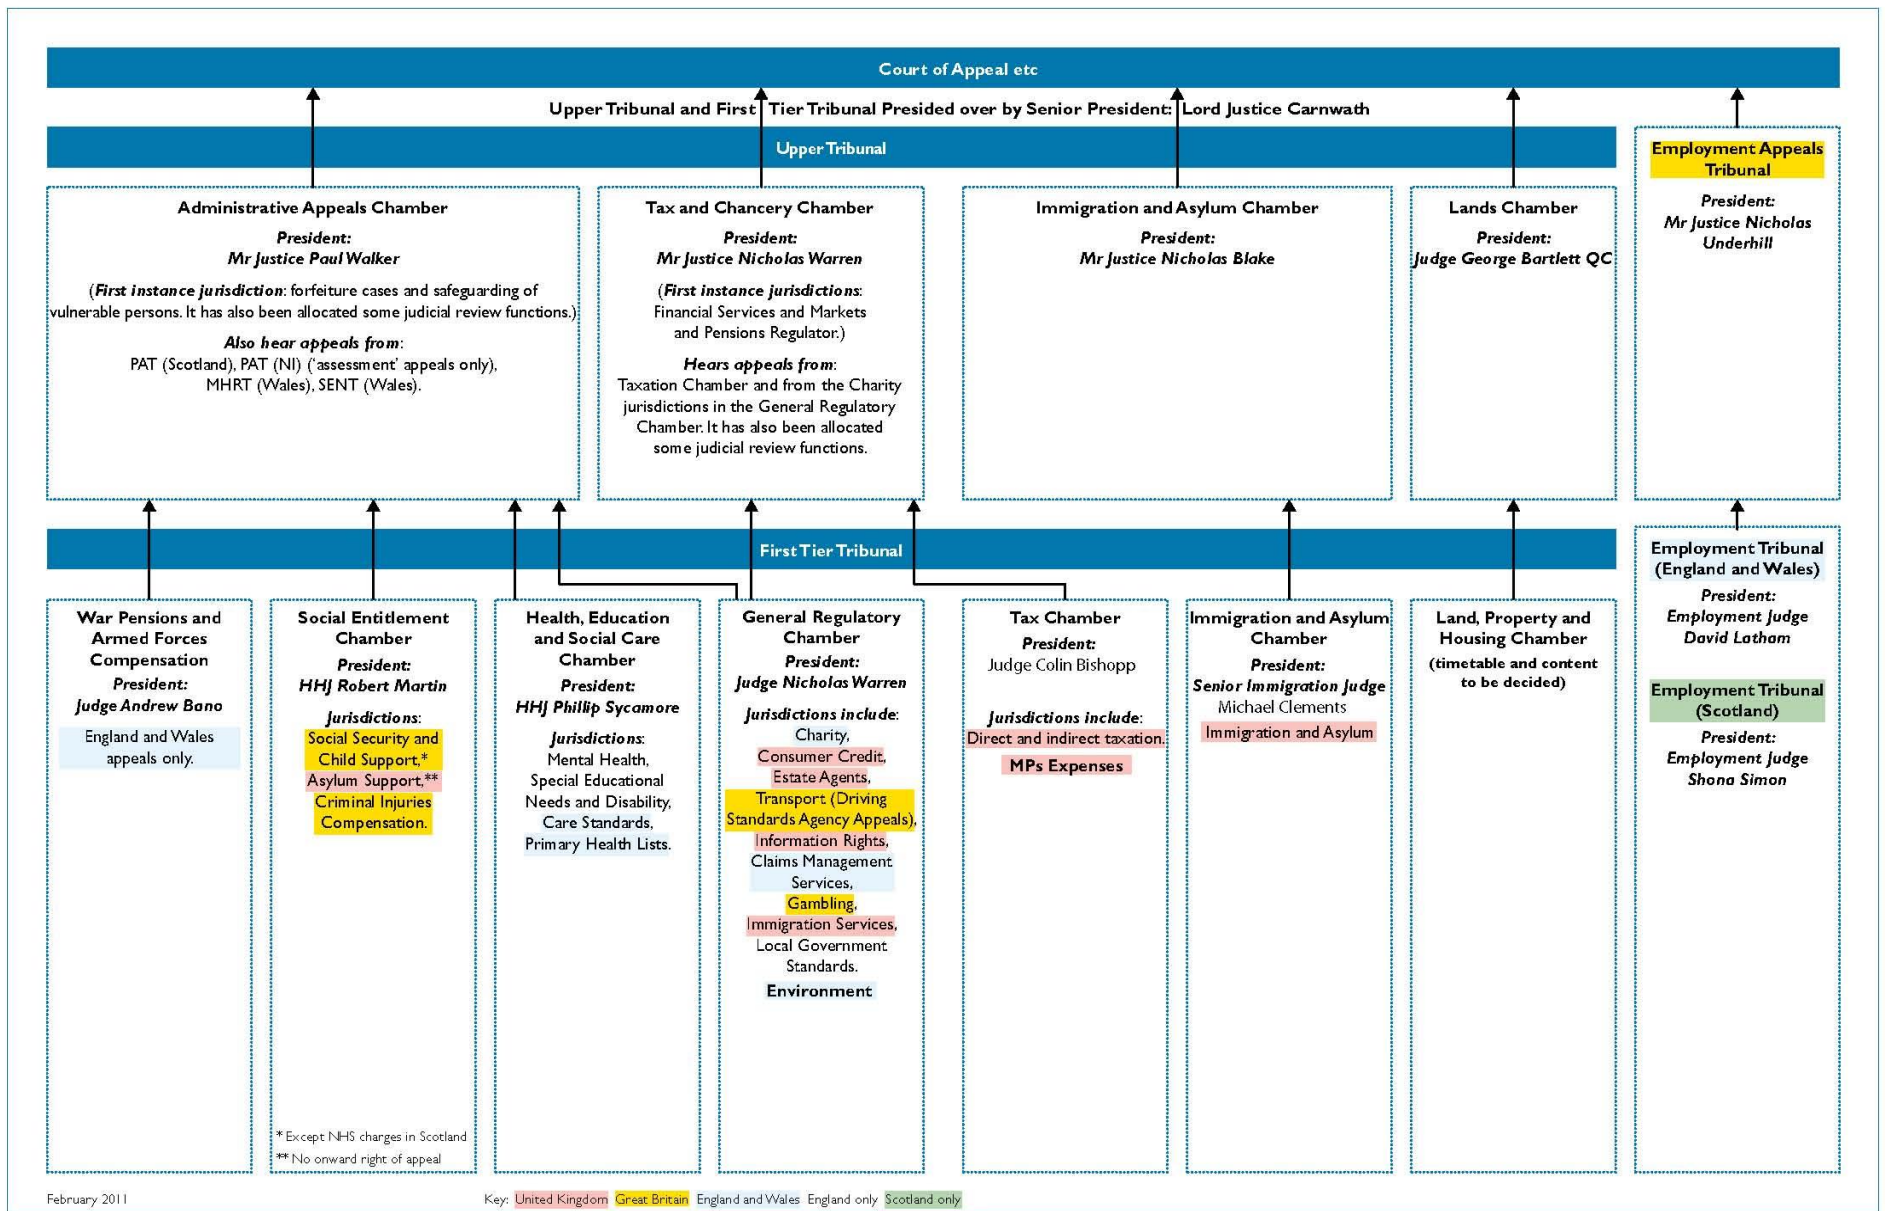 Court of Appeal etc
Upper Tribunal and First Tier Tribunal Presided over by Senior President: Lord Justice Carnwath
Upper Tribunal
Administrative Appeals Chamber
President:
Mr Justice Paul Walker
(First instance jurisdiction: forfeiture cases and safeguarding of
vulnerable persons. It has also been allocated some judicial review functions.)
Also hear appeals from:
PAT (Scotland), PAT (NI) (‘assessment’ appeals only),
MHRT (Wales), SENT (Wales).
Tax and Chancery Chamber
President:
Mr Justice Nicholas Warren
(First instance jurisdictions:
Financial Services and Markets
and Pensions Regulator.)
Hears appeals from:
Taxation Chamber and from the Charity
jurisdictions in the General Regulatory
Chamber. It has also been allocated
some judicial review functions.
Immigration and Asylum Chamber
President:
Mr Justice Nicholas Blake
Lands Chamber
President:
Judge George Bartlett QC
Employment Appeals
Tribunal
President:
Mr Justice Nicholas
Underhill
First Tier Tribunal
War Pensions and
Armed Forces
Compensation
President:
Judge Andrew Bano
England and Wales
appeals only.
Social Entitlement
Chamber
President:
HHJ Robert Martin
Jurisdictions:
Social Security and
Child Support,*
Asylum Support,**
Criminal Injuries
Compensation.
* Except NHS charges in Scotland
** No onward right of appeal
Health, Education
and Social Care
Chamber
President:
HHJ Phillip Sycamore
Jurisdictions:
Mental Health,
Special Educational
Needs and Disability,
Care Standards,
Primary Health Lists.
General Regulatory
Chamber
President:
Judge Nicholas Warren
Jurisdictions include:
Charity,
Consumer Credit,
Estate Agents,
Transport (Driving
Standards Agency Appeals),
Information Rights,
Claims Management
Services,
Gambling,
Immigration Services,
Local Government
Standards.
Environment
Tax Chamber
President:
Judge Colin Bishopp
Jurisdictions include:
Direct and indirect taxation.
MPs Expenses
Immigration and Asylum
Chamber
President:
Senior Immigration Judge
Michael Clements
Immigration and Asylum
Land, Property and
Housing Chamber
(timetable and content
to be decided)
Employment Tribunal
(England and Wales)
President:
Employment Judge
David Latham
Employment Tribunal
(Scotland)
President:
Employment Judge
Shona Simon
February 2011
Key: United Kingdom Great Britain England and Wales England only Scotland only